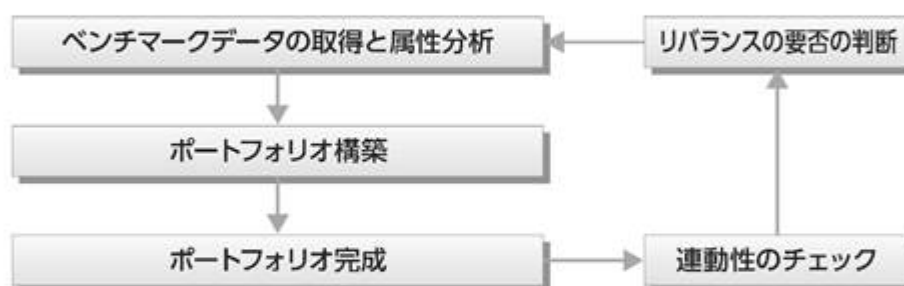 ベンチマークデータの取得と属性分析
リバランスの要否の判断
ポートフォリオ構築
ポートフォリオ完成
連動性のチェック